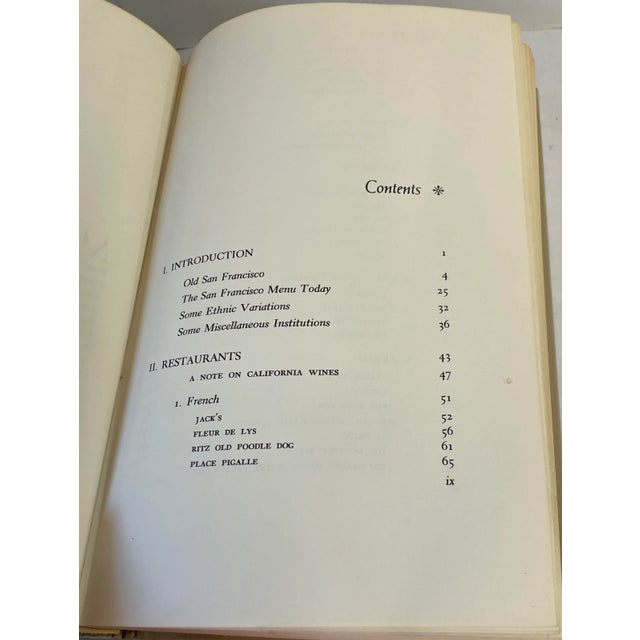 Contents ❈
I. INTRODUCTION 1
Old San Francisco 4
The San Francisco Menu Today 25
Some Ethnic Variations 32
Some Miscellaneous Institutions 36
II. RESTAURANTS 43
A NOTE ON CALIFORNIA WINES 47
1. French 51
JACK'S 52
FLEUR DE LYS 56
RITZ OLD POODLE DOG 61
PLACE PIGALLE 65
ix